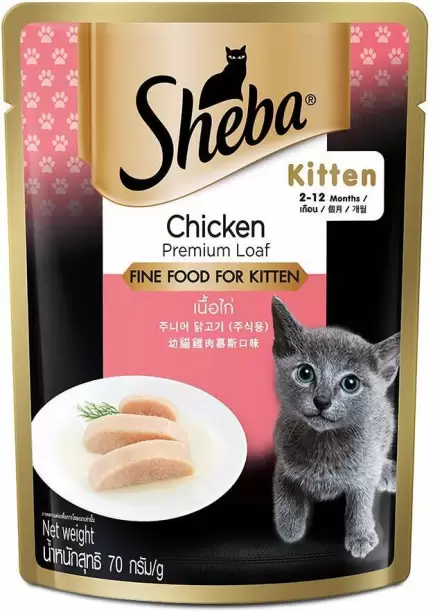 Sheba®
Kitten
2-12 Months /
เดือน / 個月 / 개월
Chicken
Premium Loaf
FINE FOOD FOR KITTEN
เนื้อไก่
주니어 닭고기 (주식용)
幼貓雞肉慕斯口味
Net weight
น้ำหนักสุทธิ 70 กรัม/g